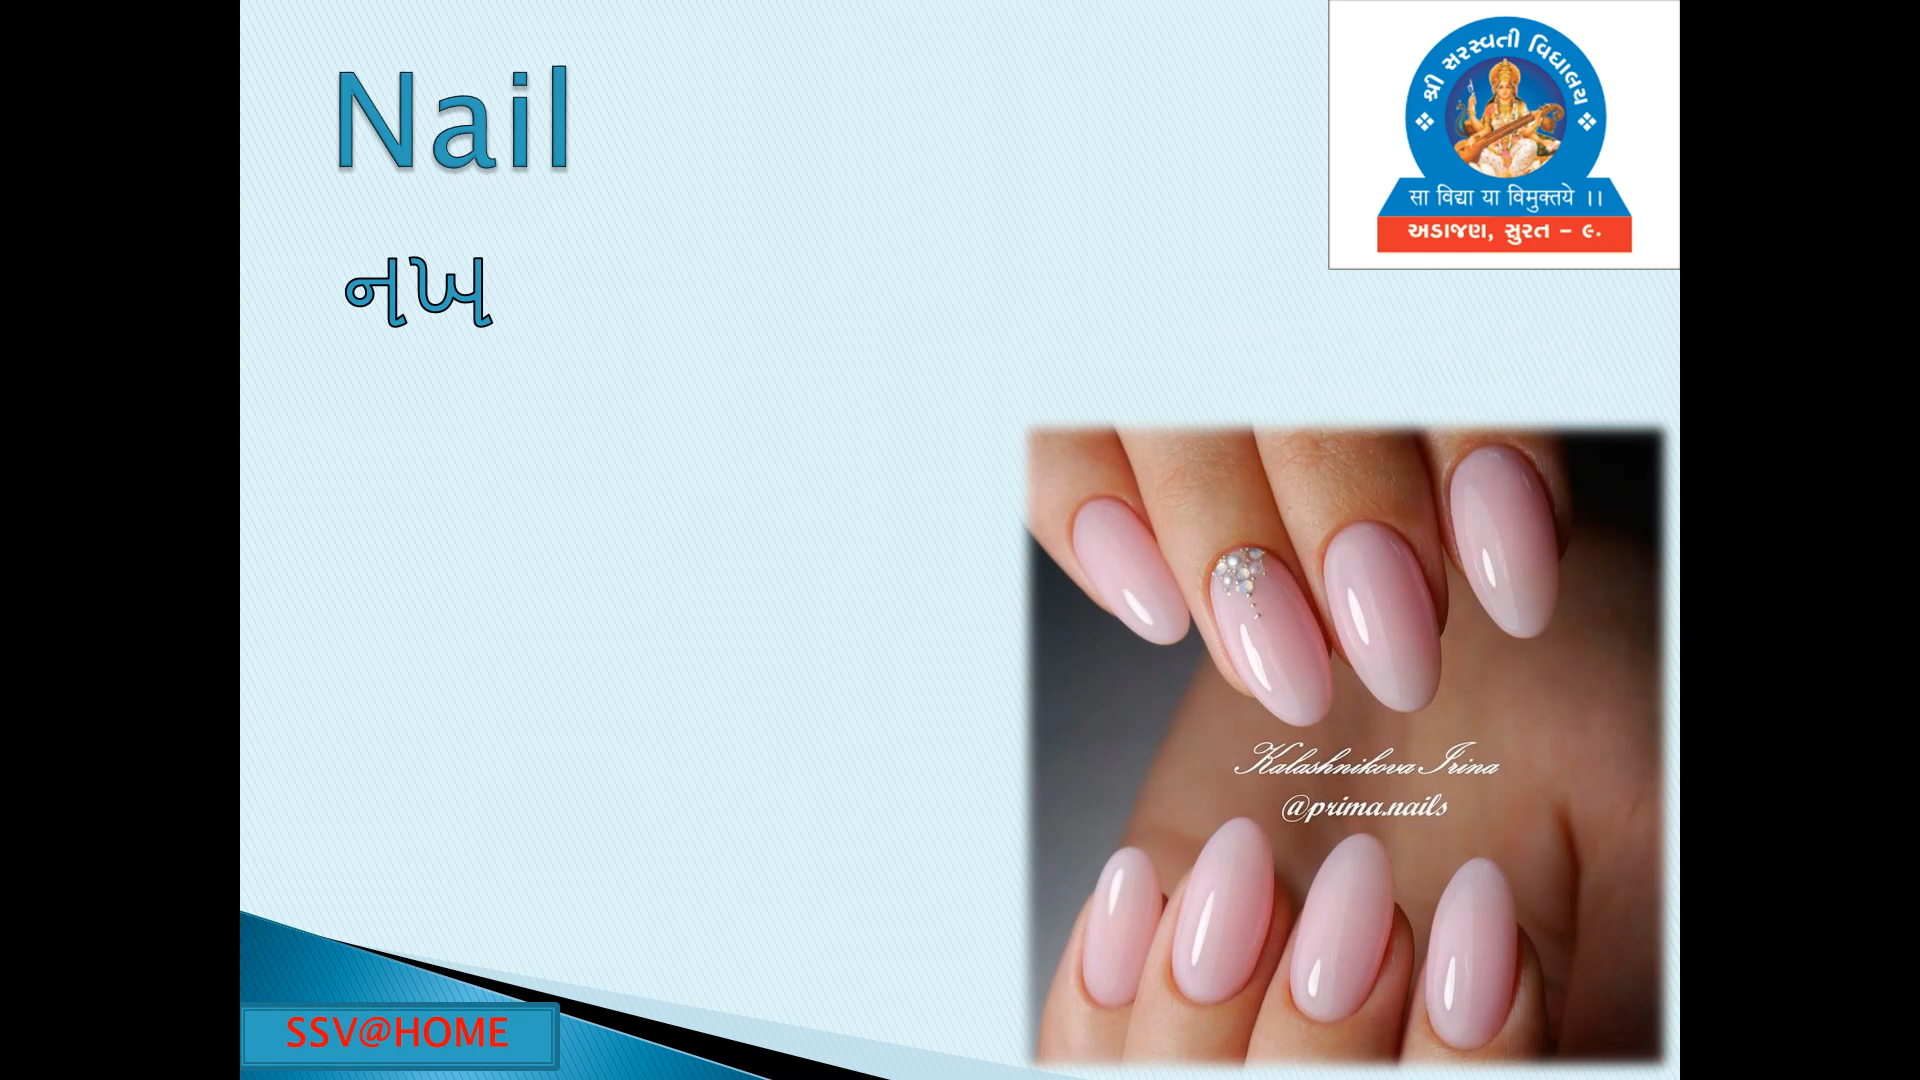 Nail
નખ
શ્રી સરસ્વતી વિદ્યાલય
सा विद्या या विमुक्तये ।।
અડાજણ, સુરત - ૯.
Kalashnikova Irina
@prima.nails
SSV@HOME